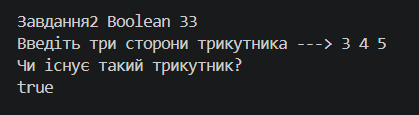 Завдання2 Boolean 33
Введіть три сторони трикутника ---> 3 4 5
Чи існує такий трикутник?
true